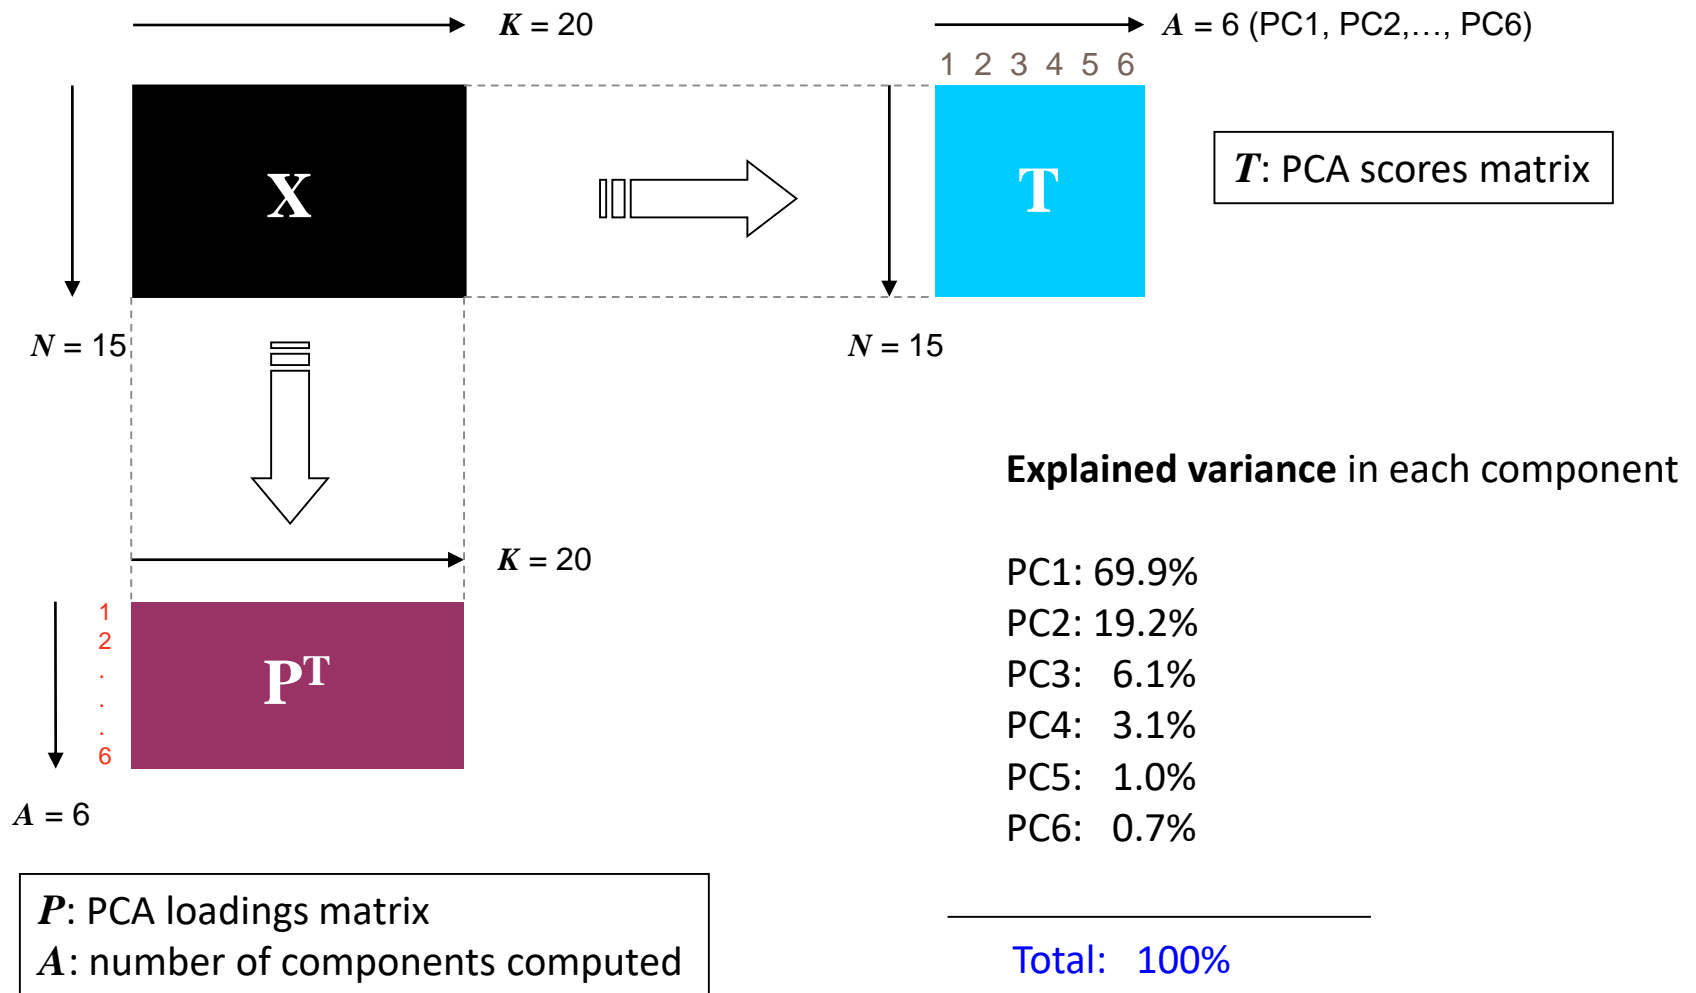 K = 20
A = 6 (PC1, PC2,…, PC6)
1 2 3 4 5 6
X
T
T: PCA scores matrix
N = 15
N = 15
Explained variance in each component
K = 20
PC1: 69.9%
PC2: 19.2%
PC3: 6.1%
PC4: 3.1%
PC5: 1.0%
PC6: 0.7%
1
2
.
.
.
6
Pᵀ
A = 6
P: PCA loadings matrix
A: number of components computed
Total: 100%